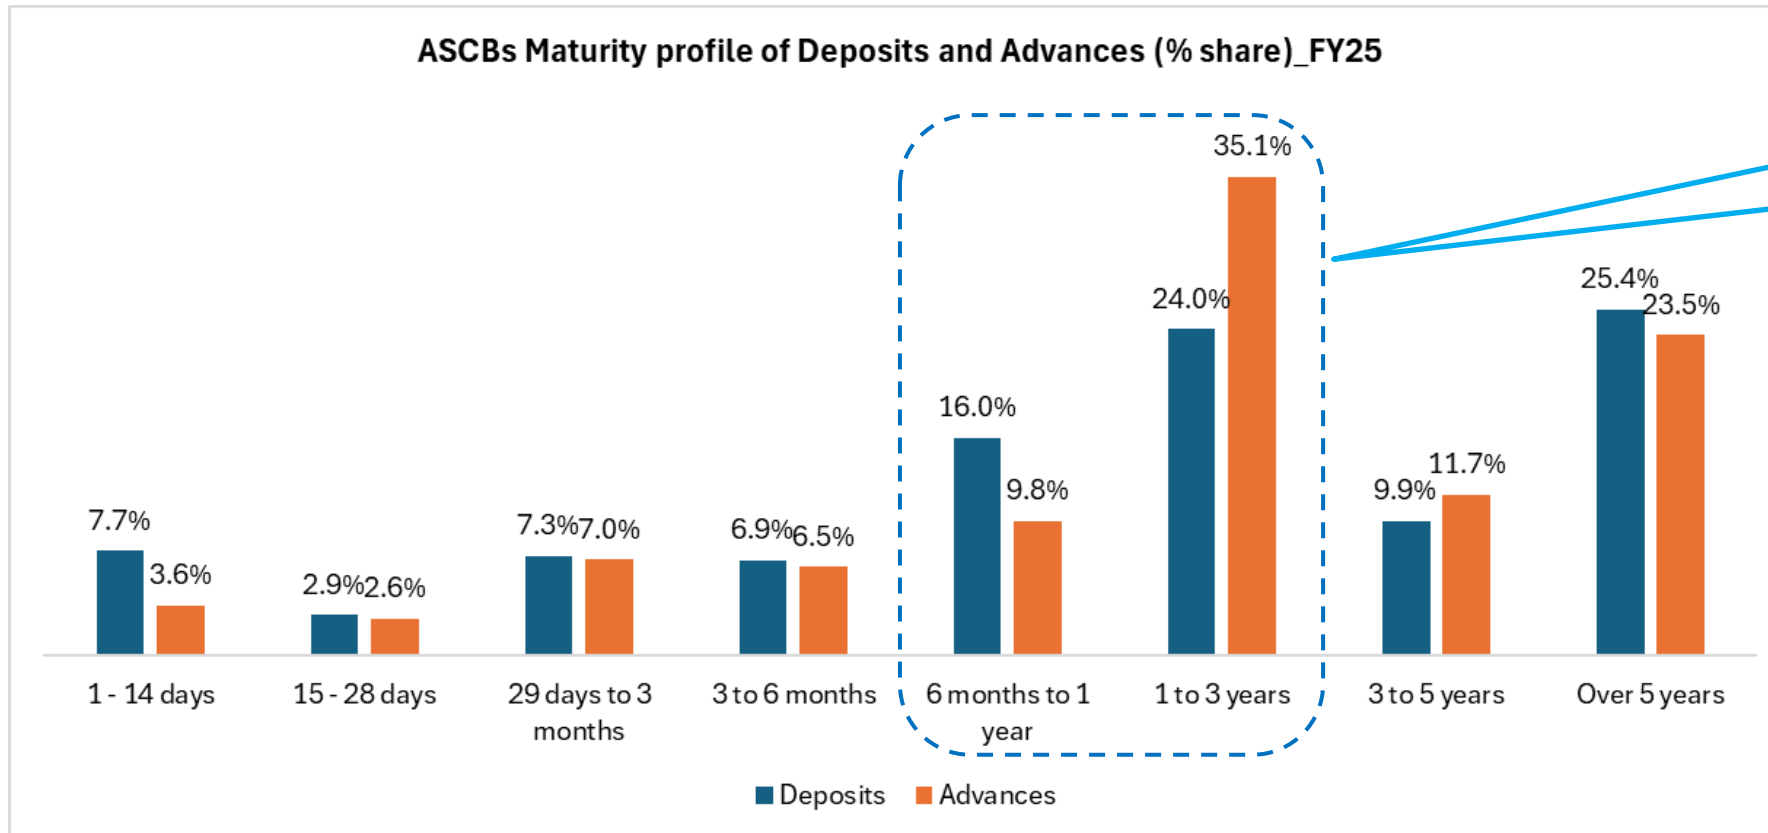 ASCBs Maturity profile of Deposits and Advances (% share)_FY25
35.1%
25.4%
24.0%
23.5%
16.0%
11.7%
9.8%
9.9%
7.7%
7.3%
7.0%
6.9%
6.5%
3.6%
2.9%
2.6%
1 - 14 days
15 - 28 days
29 days to 3
months
3 to 6 months
6 months to 1
year
1 to 3 years
3 to 5 years
Over 5 years
Deposits
Advances